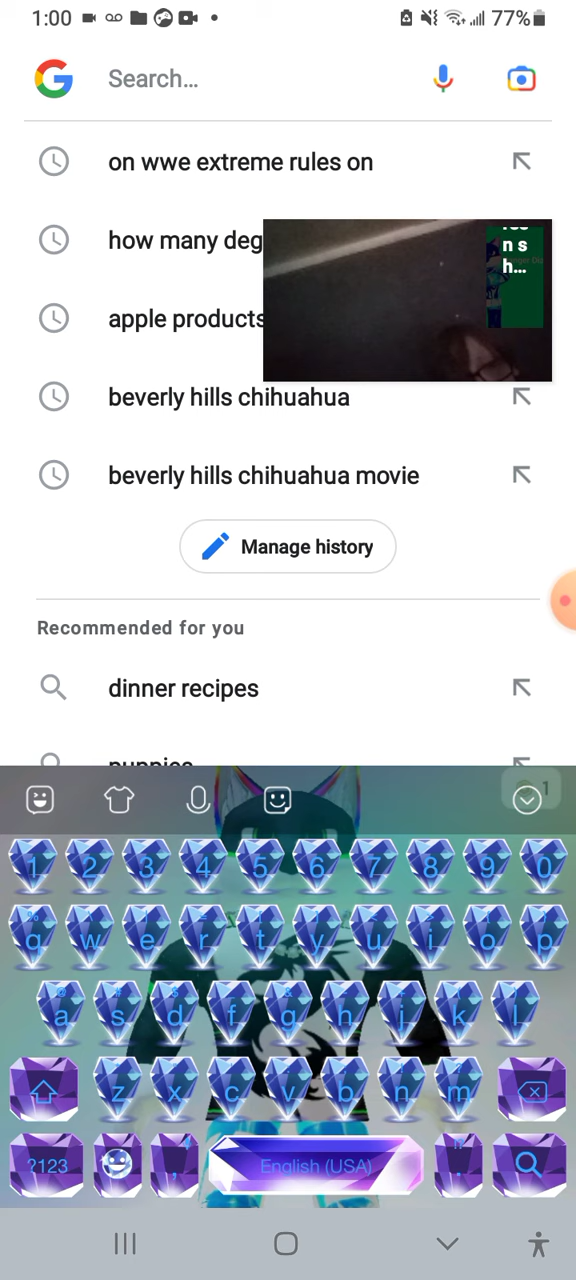 1:00 77%
Search...
on wwe extreme rules on
how many deg
n s
h...
apple products
beverly hills chihuahua
beverly hills chihuahua movie
Manage history
Recommended for you
dinner recipes
puppies
1
1 2 3 4 5 6 7 8 9 0
q w e r t y u i o p
a s d f g h j k l
z x c v b n m
?123 , English (USA) .